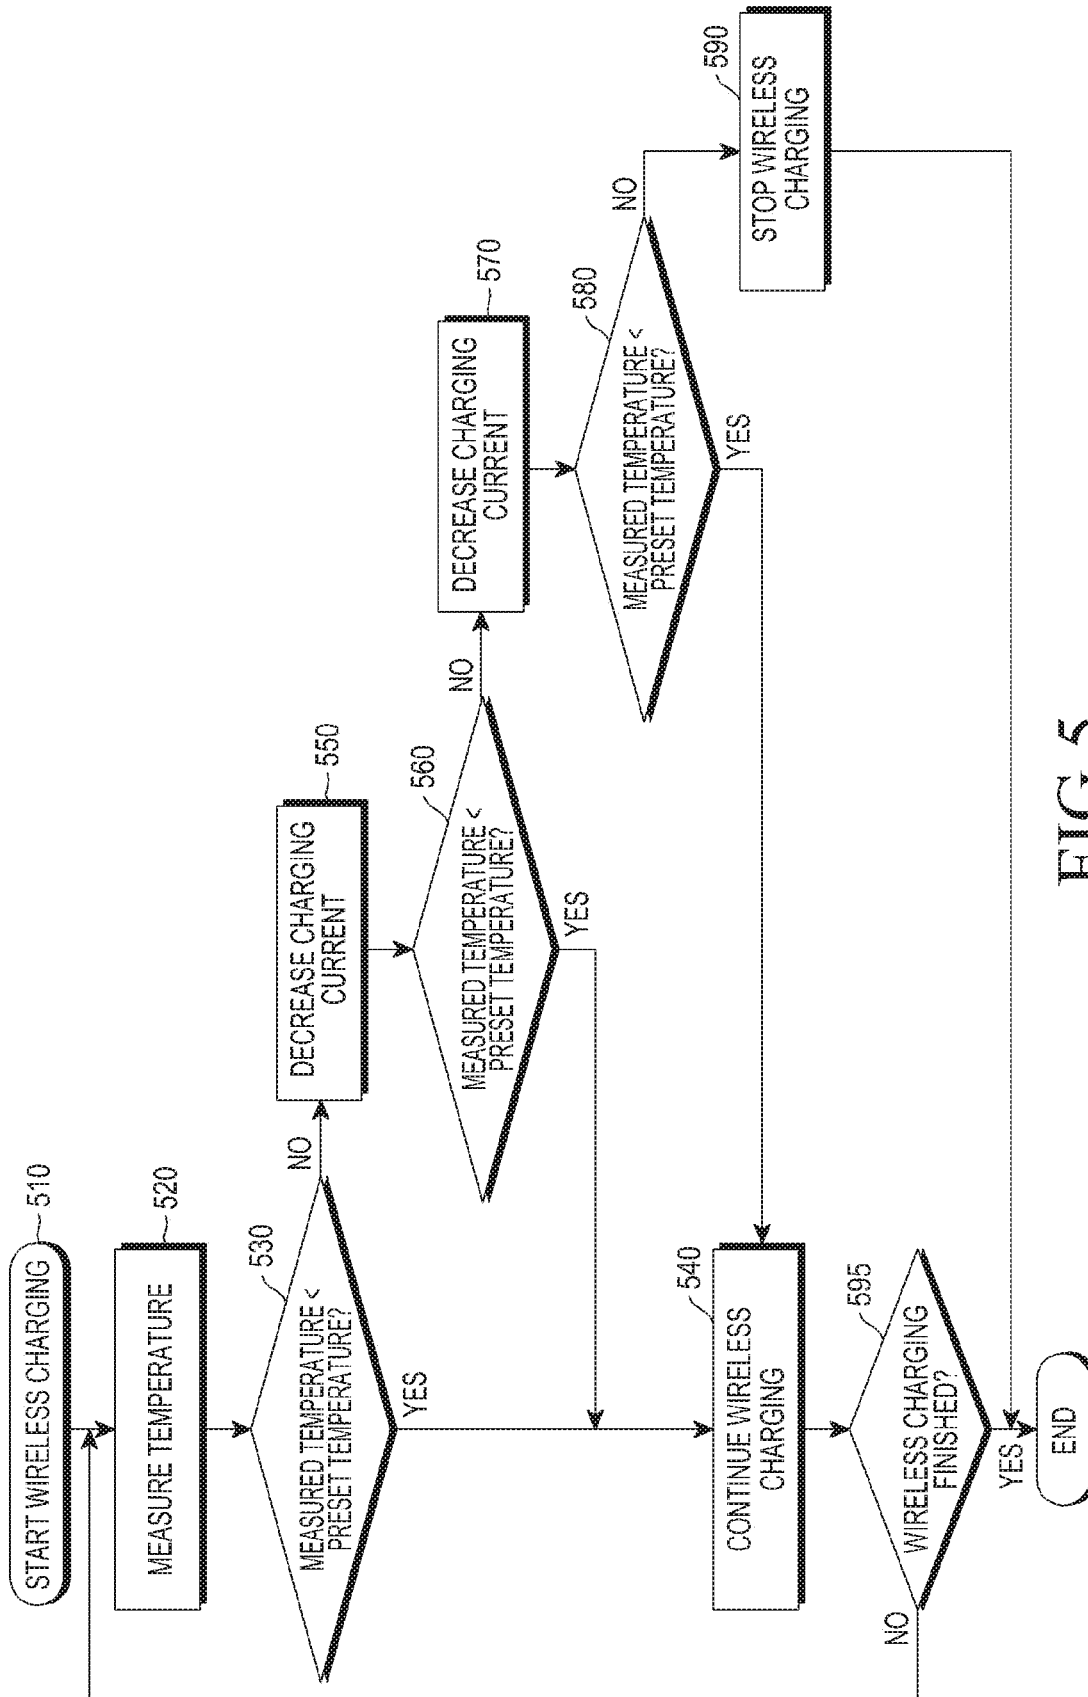 START WIRELESS CHARGING
510
MEASURE TEMPERATURE
520
MEASURED TEMPERATURE <
PRESET TEMPERATURE?
530
NO
YES
DECREASE CHARGING
CURRENT
550
MEASURED TEMPERATURE <
PRESET TEMPERATURE?
560
NO
YES
DECREASE CHARGING
CURRENT
570
MEASURED TEMPERATURE <
PRESET TEMPERATURE?
580
NO
YES
STOP WIRELESS
CHARGING
590
CONTINUE WIRELESS
CHARGING
540
WIRELESS CHARGING
FINISHED?
595
NO
YES
END
FIG. 5